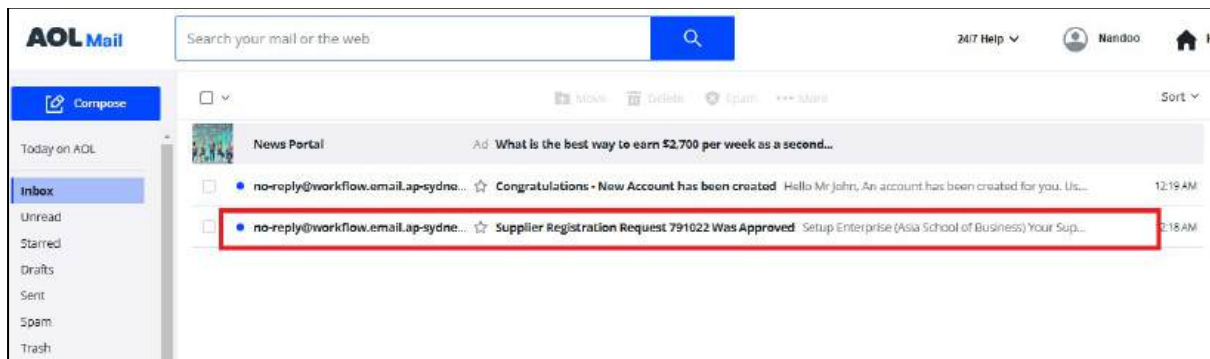 AOL Mail
Search your mail or the web
24/7 Help
Nandoo
Compose
Move Delete Spam More
Sort
Today on AOL
News Portal Ad What is the best way to earn $2,700 per week as a second...
Inbox
no-reply@workflow.email.ap-sydne... Congratulations - New Account has been created Hello Mr John, An account has been created for you. Us... 12:19 AM
Unread
no-reply@workflow.email.ap-sydne... Supplier Registration Request 791022 Was Approved Setup Enterprise (Asia School of Business) Your Sup... 2:18 AM
Starred
Drafts
Sent
Spam
Trash